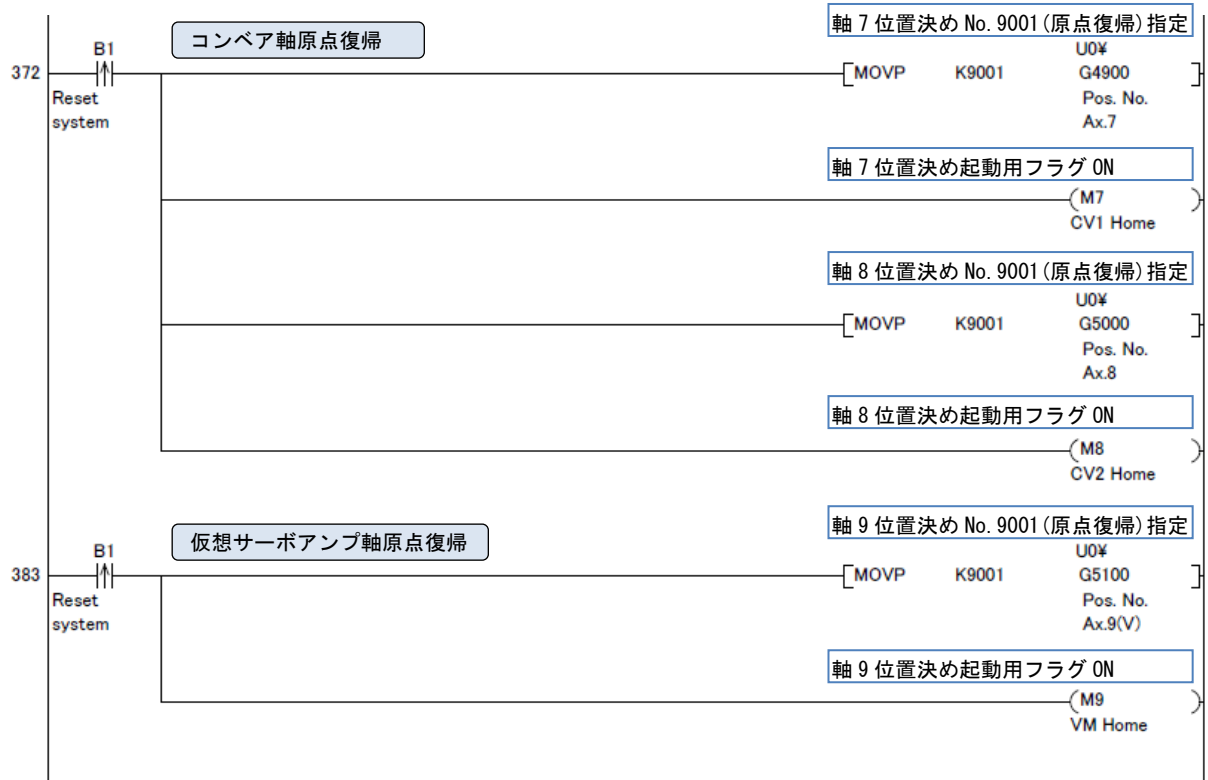 軸7位置決めNo.9001(原点復帰)指定
コンベア軸原点復帰
B1
U0¥
372
MOVP K9001 G4900
Reset
system
Pos. No.
Ax.7
軸7位置決め起動用フラグON
M7
CV1 Home
軸8位置決めNo.9001(原点復帰)指定
U0¥
MOVP K9001 G5000
Pos. No.
Ax.8
軸8位置決め起動用フラグON
M8
CV2 Home
軸9位置決めNo.9001(原点復帰)指定
仮想サーボアンプ軸原点復帰
B1
U0¥
383
MOVP K9001 G5100
Reset
system
Pos. No.
Ax.9(V)
軸9位置決め起動用フラグON
M9
VM Home